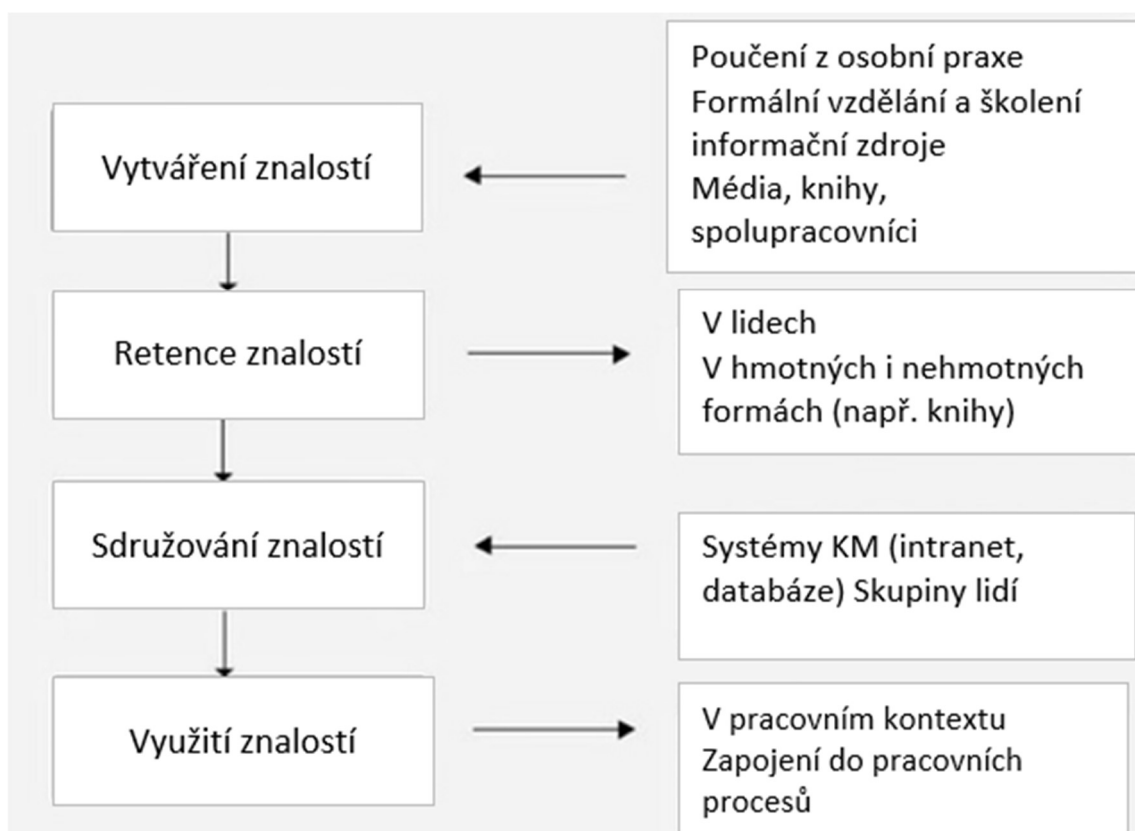 Vytváření znalostí
Poučení z osobní praxe
Formální vzdělání a školení
informační zdroje
Média, knihy,
spolupracovníci
Retence znalostí
V lidech
V hmotných i nehmotných
formách (např. knihy)
Sdružování znalostí
Systémy KM (intranet,
databáze) Skupiny lidí
Využití znalostí
V pracovním kontextu
Zapojení do pracovních
procesů